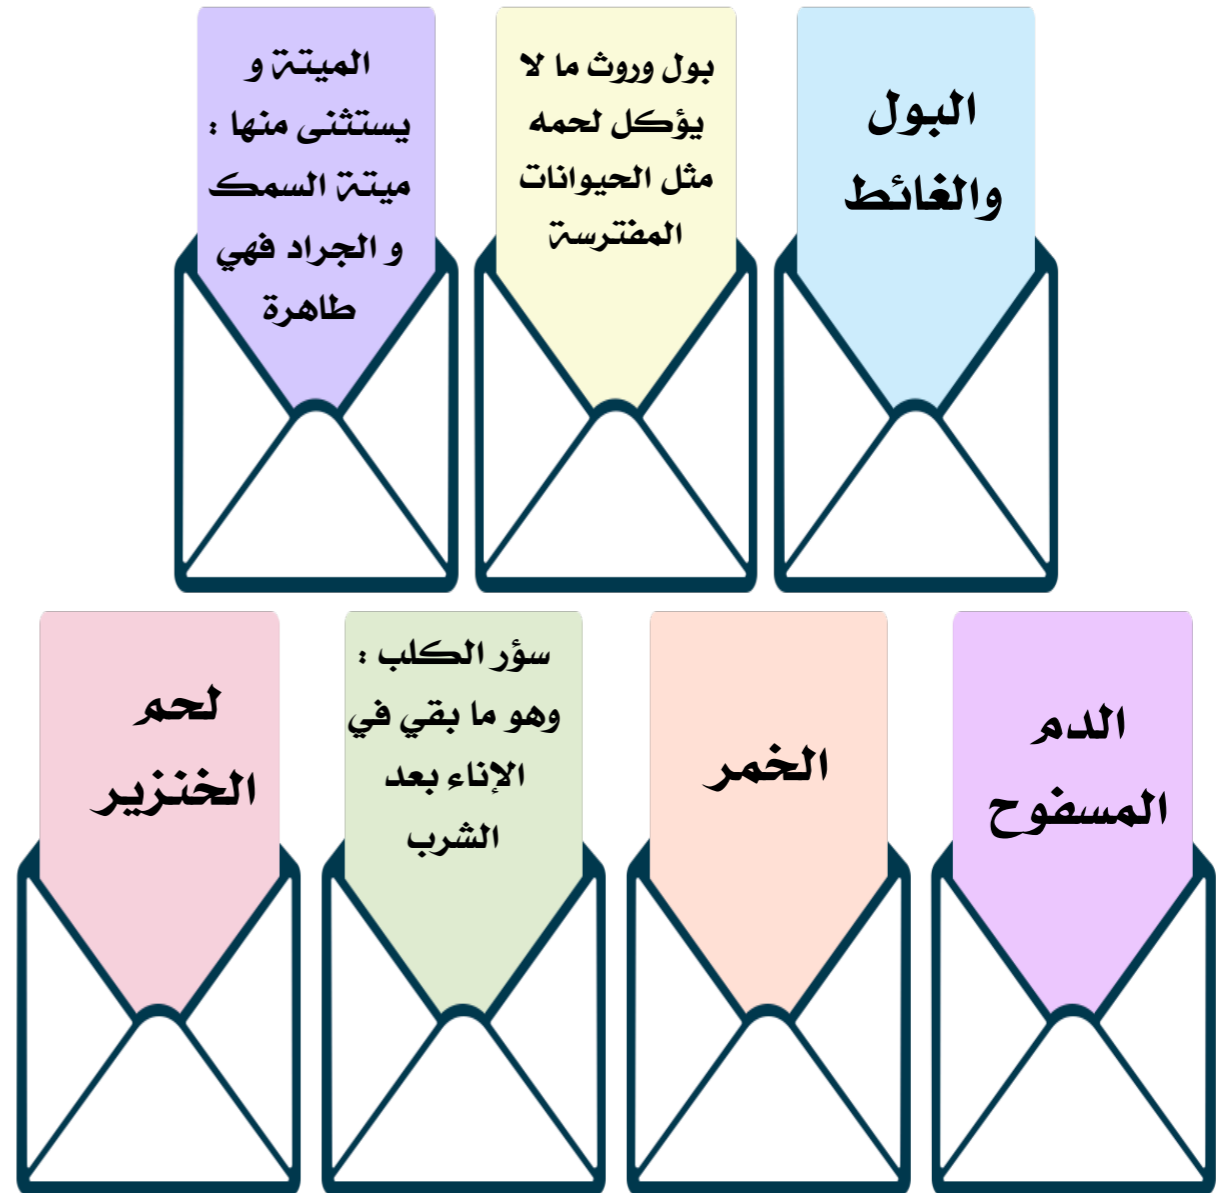 البول
والغائط
بول وروث ما لا
يؤكل لحمه
مثل الحيوانات
المفترسة
الميتة و
يستثنى منها :
ميتة السمك
و الجراد فهي
طاهرة
الدم
المسفوح
الخمر
سؤر الكلب :
وهو ما بقي في
الإناء بعد
الشرب
لحم
الخنزير